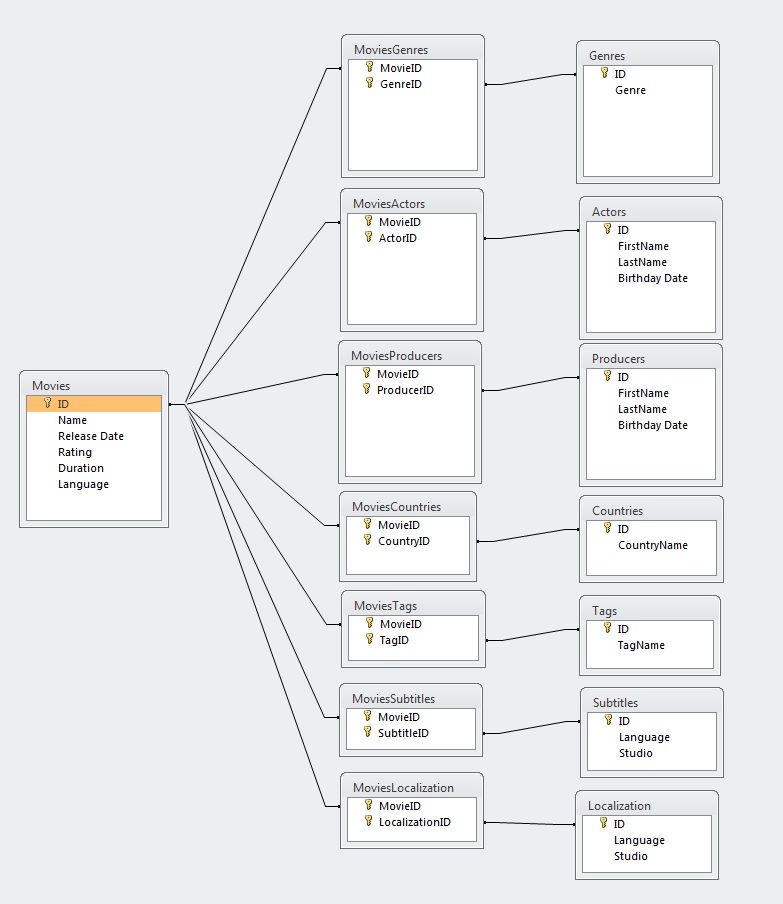 MoviesGenres
MovieID
GenreID
Genres
ID
Genre
MoviesActors
MovieID
ActorID
Actors
ID
FirstName
LastName
Birthday Date
MoviesProducers
MovieID
ProducerID
Producers
ID
FirstName
LastName
Birthday Date
Movies
ID
Name
Release Date
Rating
Duration
Language
MoviesCountries
MovieID
CountryID
Countries
ID
CountryName
MoviesTags
MovieID
TagID
Tags
ID
TagName
MoviesSubtitles
MovieID
SubtitleID
Subtitles
ID
Language
Studio
MoviesLocalization
MovieID
LocalizationID
Localization
ID
Language
Studio